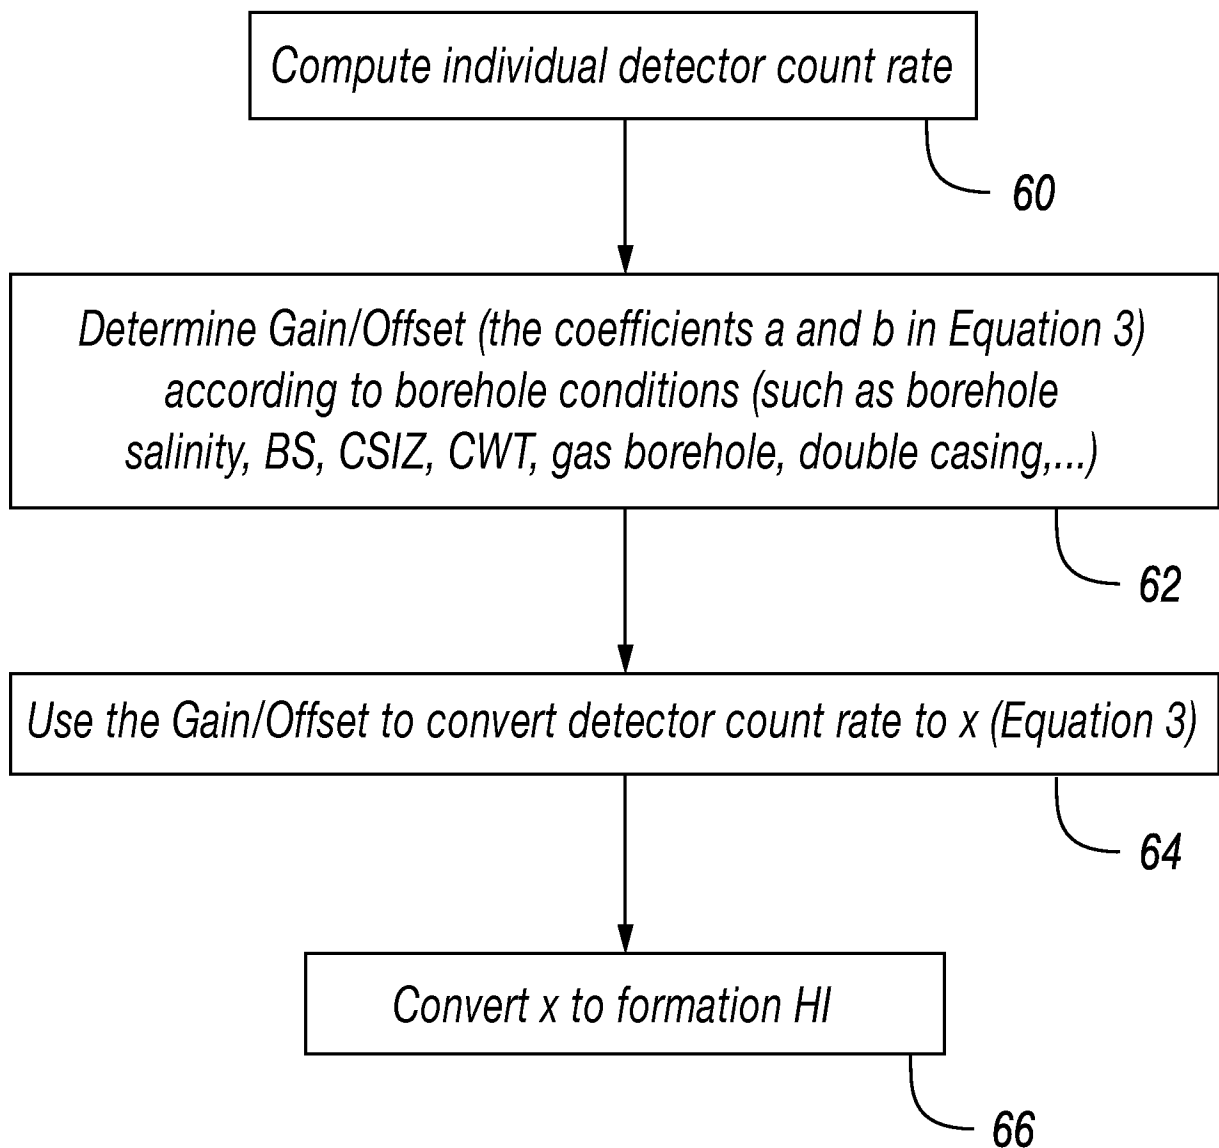 Compute individual detector count rate
60
Determine Gain/Offset (the coefficients a and b in Equation 3)
according to borehole conditions (such as borehole
salinity, BS, CSIZ, CWT, gas borehole, double casing,...)
62
Use the Gain/Offset to convert detector count rate to x (Equation 3)
64
Convert x to formation HI
66